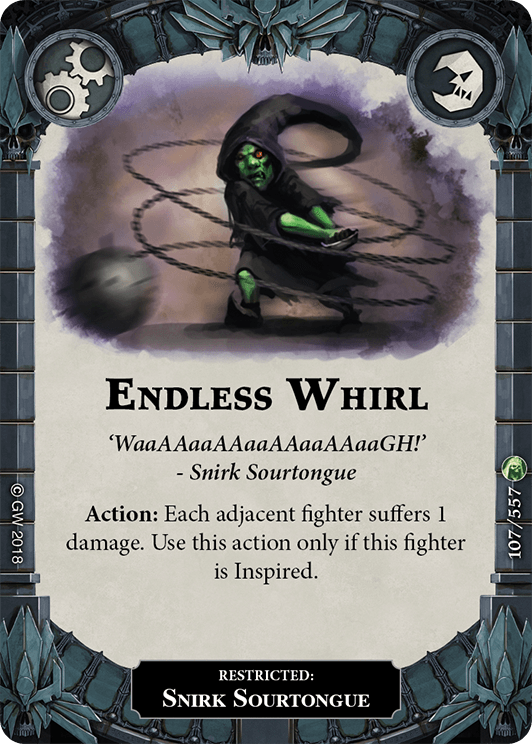 ENDLESS WHIRL
‘WaaAAaaAAaaAAaaAAaaGH!’
- Snirk Sourtongue
Action: Each adjacent fighter suffers 1
damage. Use this action only if this fighter
is Inspired.
© GW 2018
107/557
RESTRICTED:
SNIRK SOURTONGUE